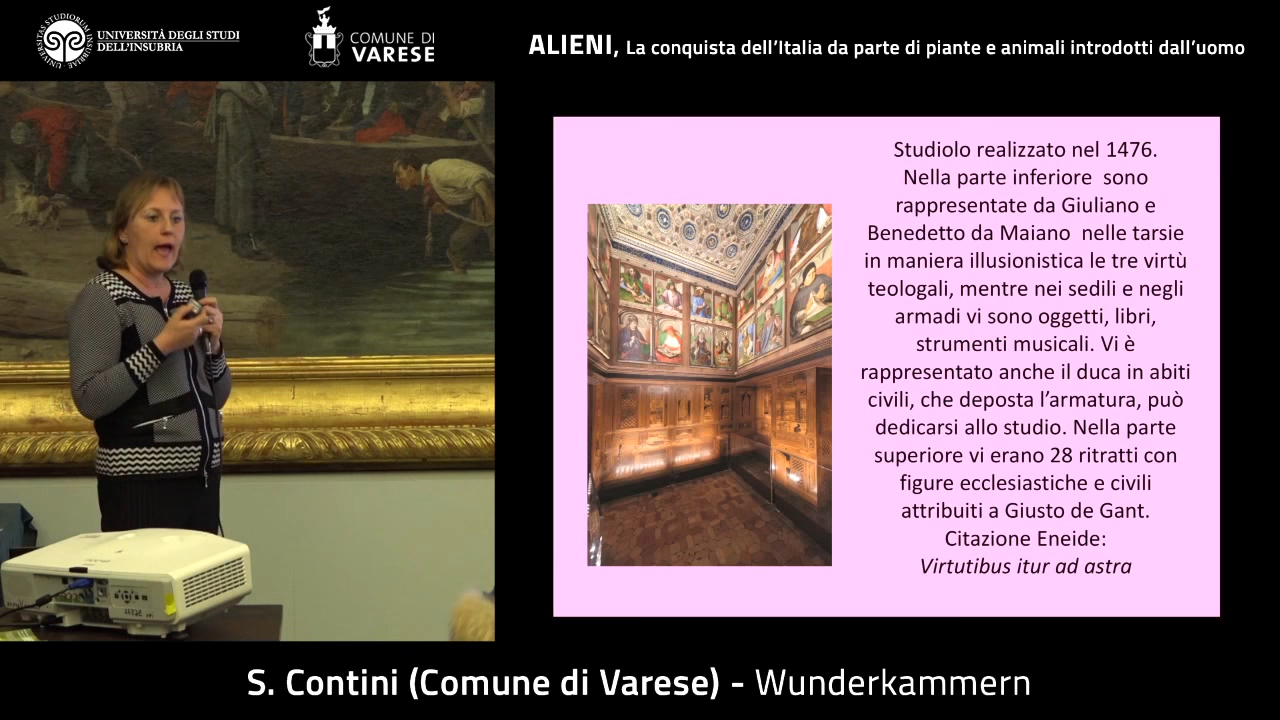 UNIVERSITÀ DEGLI STUDI
DELL'INSUBRIA
COMUNE DI
VARESE
ALIENI, La conquista dell'Italia da parte di piante e animali introdotti dall'uomo
Studiolo realizzato nel 1476.
Nella parte inferiore sono
rappresentate da Giuliano e
Benedetto da Maiano nelle tarsie
in maniera illusionistica le tre virtù
teologali, mentre nei sedili e negli
armadi vi sono oggetti, libri,
strumenti musicali. Vi è
rappresentato anche il duca in abiti
civili, che deposta l'armatura, può
dedicarsi allo studio. Nella parte
superiore vi erano 28 ritratti con
figure ecclesiastiche e civili
attribuiti a Giusto de Gant.
Citazione Eneide:
Virtutibus itur ad astra
S. Contini (Comune di Varese) - Wunderkammern